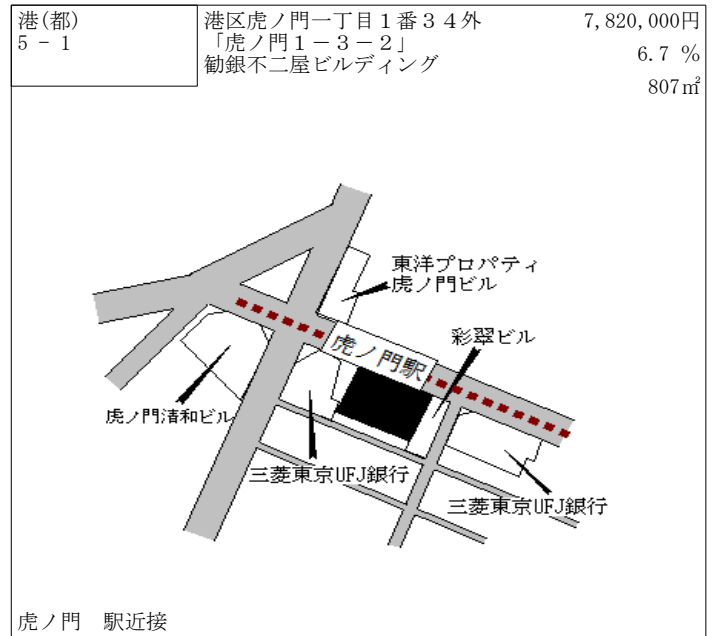 港(都)
5 - 1
港区虎ノ門一丁目１番３４外
「虎ノ門１－３－２」
勧銀不二屋ビルディング
7,820,000円
6.7 %
807㎡
東洋プロパティ
虎ノ門ビル
彩翠ビル
虎ノ門駅
虎ノ門清和ビル
三菱東京UFJ銀行
三菱東京UFJ銀行
虎ノ門　駅近接